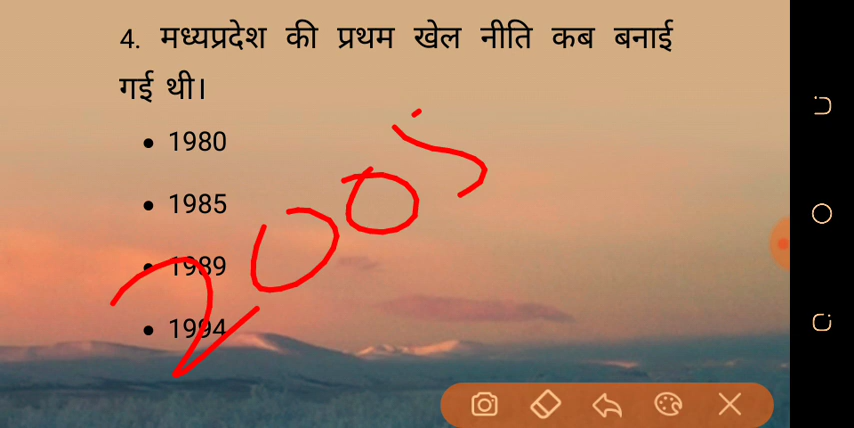 4. मध्यप्रदेश की प्रथम खेल नीति कब बनाई
गई थी।
• 1980
• 1985
• 1989
• 1994
2005